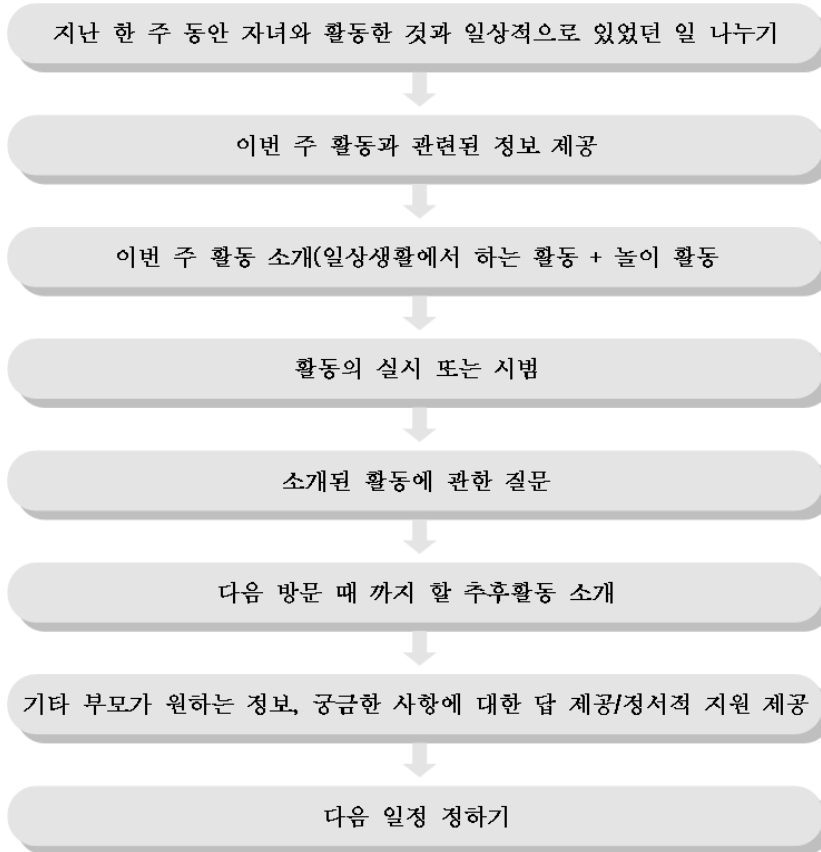 지난 한 주 동안 자녀와 활동한 것과 일상적으로 있었던 일 나누기
이번 주 활동과 관련된 정보 제공
이번 주 활동 소개(일상생활에서 하는 활동 + 놀이 활동
활동의 실시 또는 시범
소개된 활동에 관한 질문
다음 방문 때 까지 할 추후활동 소개
기타 부모가 원하는 정보, 궁금한 사항에 대한 답 제공/정서적 지원 제공
다음 일정 정하기